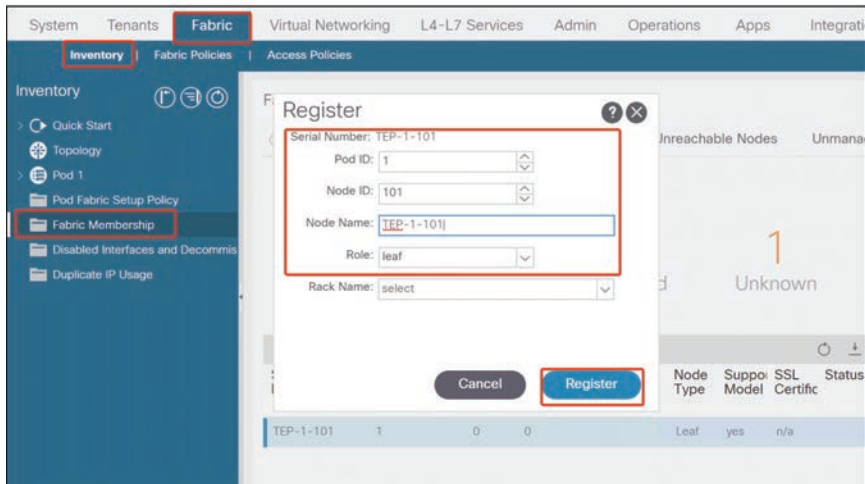 System Tenants Fabric Virtual Networking L4-L7 Services Admin Operations Apps
Inventory | Fabric Policies | Access Policies
Inventory
Quick Start
Topology
Pod 1
Pod Fabric Setup Policy
Fabric Membership
Disabled Interfaces and Decommis
Duplicate IP Usage
Register
Serial Number: TEP-1-101
Pod ID: 1
Node ID: 101
Node Name: TEP-1-101
Role: leaf
Rack Name: select
Cancel Register
Unreachable Nodes
1
Unknown
Node Type
SSL
Status
Model
TEP-1-101 1 0 0 Leaf yes n/a